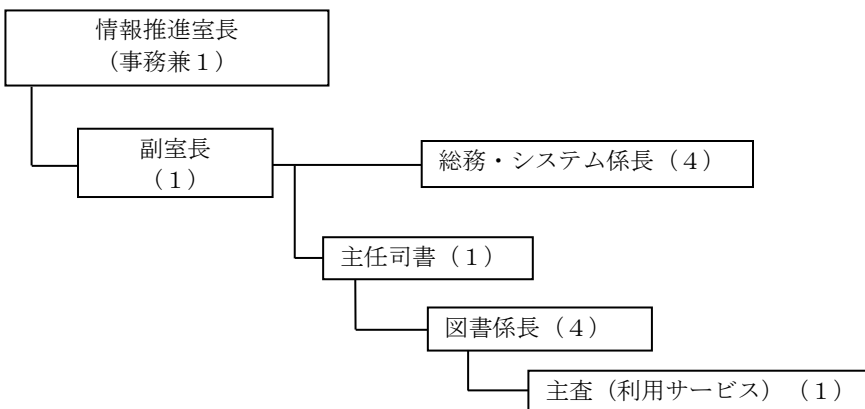 情報推進室長
(事務兼1)
副室長
(1)
総務・システム係長(4)
主任司書(1)
図書係長(4)
主査(利用サービス)(1)